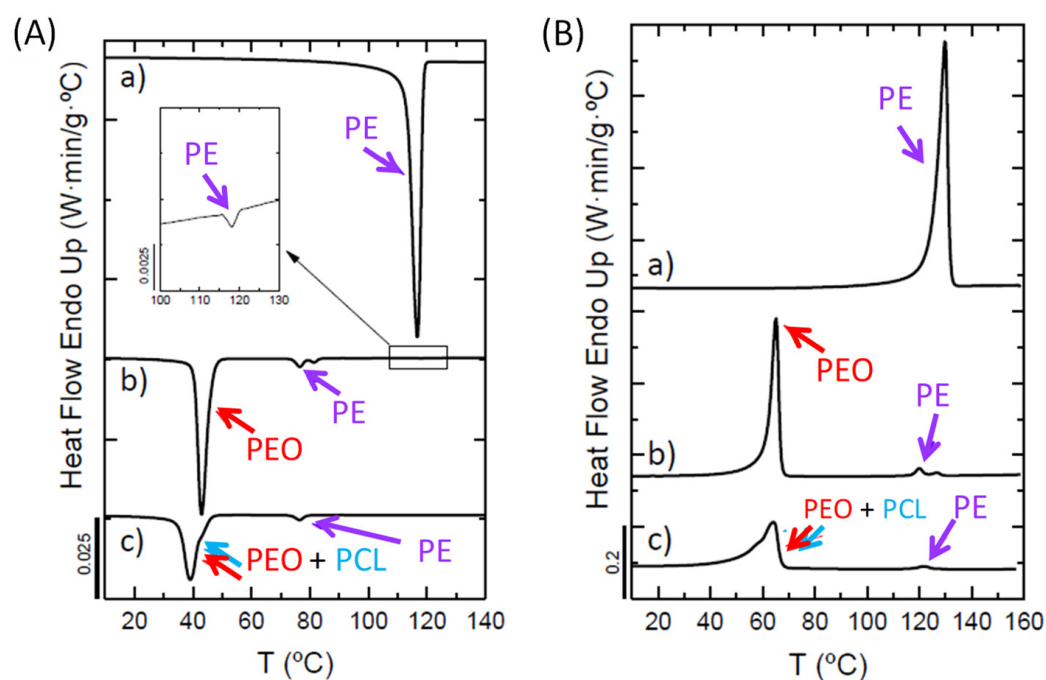 (A)
Heat Flow Endo Up (W·min/g·ºC)
a)
PE
PE
0.0025
100 110 120 130
b)
PEO
PE
c)
PEO + PCL
PE
0.025
20 40 60 80 100 120 140
T (ºC)
(B)
Heat Flow Endo Up (W·min/g·ºC)
PE
a)
PEO
PE
b)
PEO + PCL
PE
c)
0.2
20 40 60 80 100 120 140 160
T (ºC)